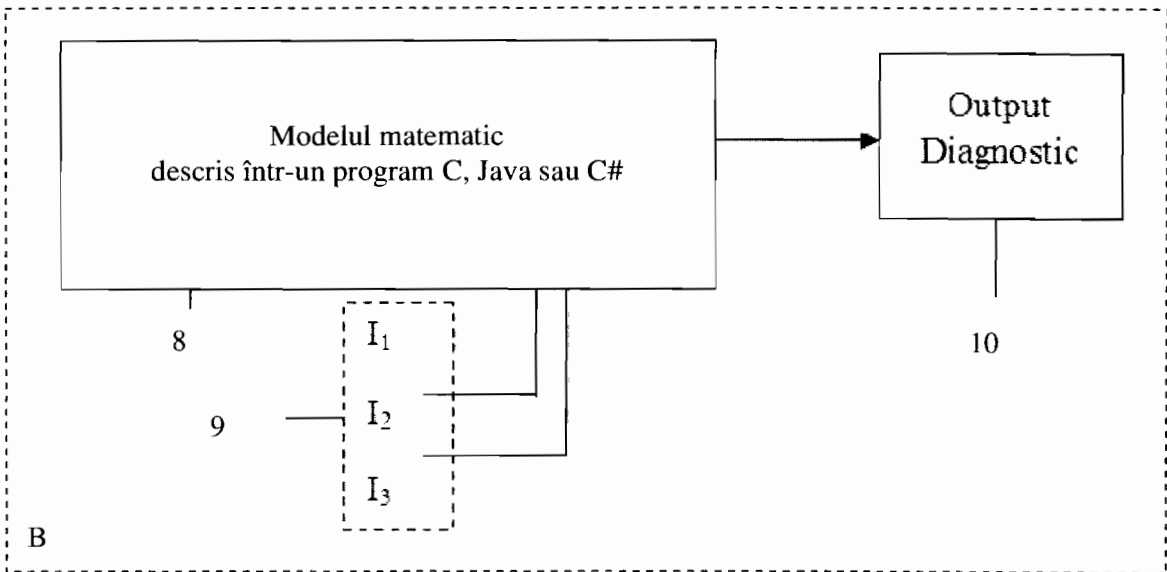 Modelul matematic
descris într-un program C, Java sau C#
Output
Diagnostic
8
I₁
10
9
I₂
I₃
B